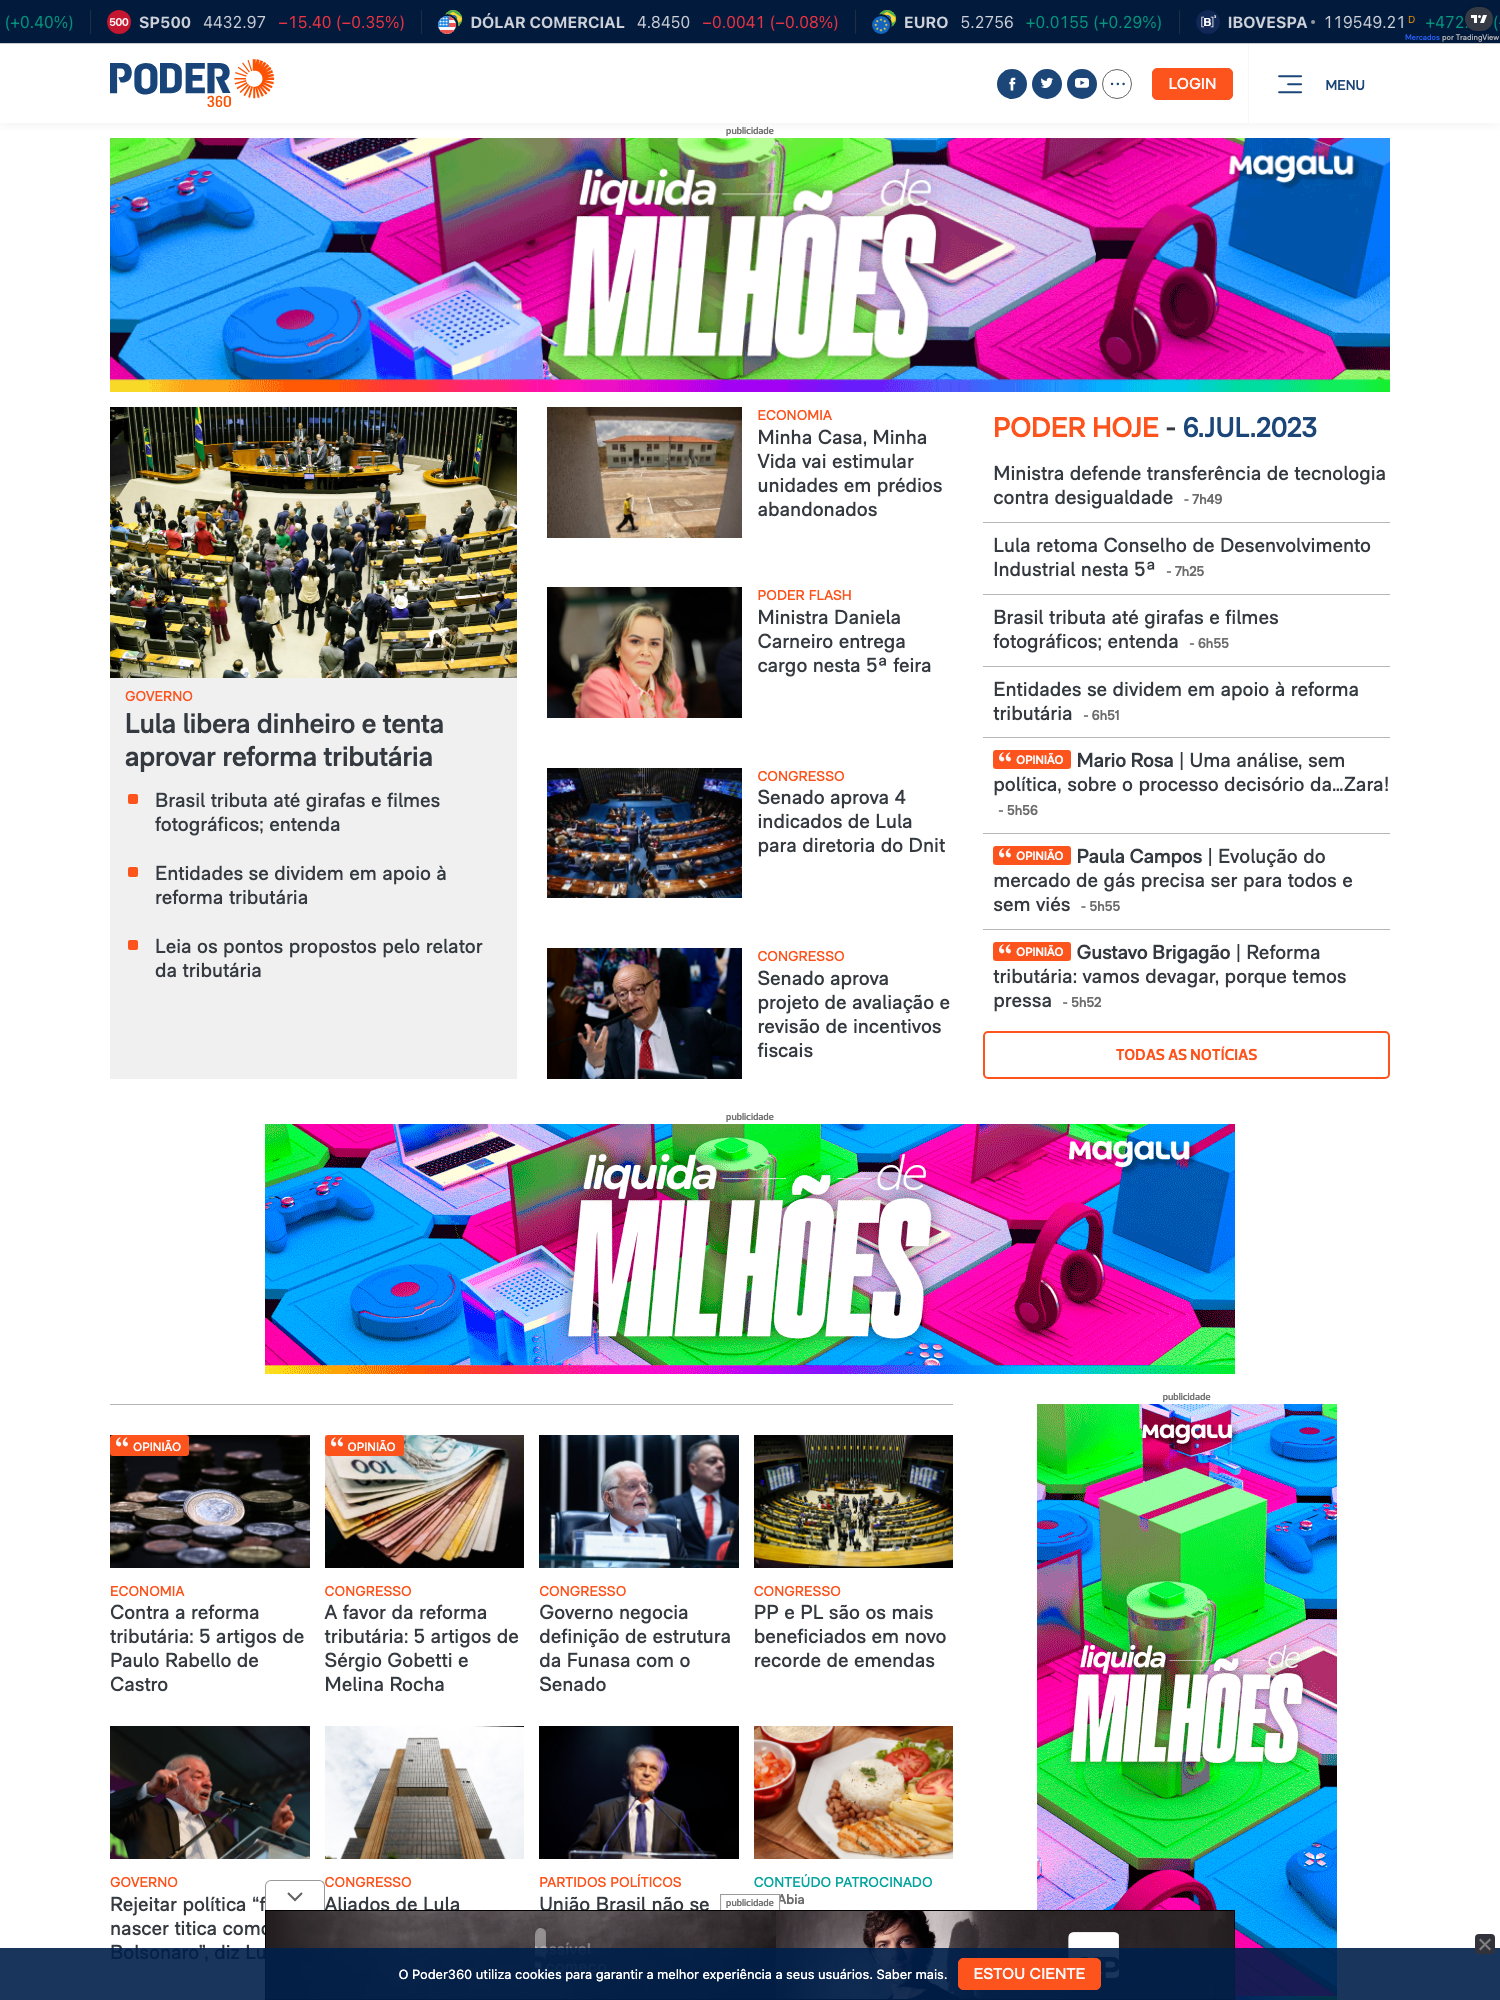 (+0.40%)
500 SP500 4432.97 −15.40 (−0.35%)
DÓLAR COMERCIAL 4.8450 −0.0041 (−0.08%)
EURO 5.2756 +0.0155 (+0.29%)
IBOVESPA 119549.21 D
Mercados por TradingView
PODER
360
LOGIN
MENU
publicidade
liquida de
MILHÕES
MAGALU
GOVERNO
Lula libera dinheiro e tenta
aprovar reforma tributária
Brasil tributa até girafas e filmes
fotográficos; entenda
Entidades se dividem em apoio à
reforma tributária
Leia os pontos propostos pelo relator
da tributária
ECONOMIA
Minha Casa, Minha
Vida vai estimular
unidades em prédios
abandonados
PODER FLASH
Ministra Daniela
Carneiro entrega
cargo nesta 5ª feira
CONGRESSO
Senado aprova 4
indicados de Lula
para diretoria do Dnit
CONGRESSO
Senado aprova
projeto de avaliação e
revisão de incentivos
fiscais
PODER HOJE - 6.JUL.2023
Ministra defende transferência de tecnologia
contra desigualdade - 7h49
Lula retoma Conselho de Desenvolvimento
Industrial nesta 5ª - 7h25
Brasil tributa até girafas e filmes
fotográficos; entenda - 6h55
Entidades se dividem em apoio à reforma
tributária - 6h51
“ OPINIÃO Mario Rosa | Uma análise, sem
política, sobre o processo decisório da...Zara!
- 5h56
“ OPINIÃO Paula Campos | Evolução do
mercado de gás precisa ser para todos e
sem viés - 5h55
“ OPINIÃO Gustavo Brigagão | Reforma
tributária: vamos devagar, porque temos
pressa - 5h52
TODAS AS NOTÍCIAS
publicidade
liquida de
MILHÕES
MAGALU
publicidade
MAGALU
liquida de
MILHÕES
“ OPINIÃO
ECONOMIA
Contra a reforma
tributária: 5 artigos de
Paulo Rabello de
Castro
“ OPINIÃO
100
CONGRESSO
A favor da reforma
tributária: 5 artigos de
Sérgio Gobetti e
Melina Rocha
CONGRESSO
Governo negocia
definição de estrutura
da Funasa com o
Senado
CONGRESSO
PP e PL são os mais
beneficiados em novo
recorde de emendas
GOVERNO
Rejeitar política “f
nascer titica como
Bolsonaro”, diz Lu
CONGRESSO
Aliados de Lula
PARTIDOS POLÍTICOS
União Brasil não se
CONTEÚDO PATROCINADO
Abia
publicidade
O Poder360 utiliza cookies para garantir a melhor experiência a seus usuários. Saber mais.
ESTOU CIENTE